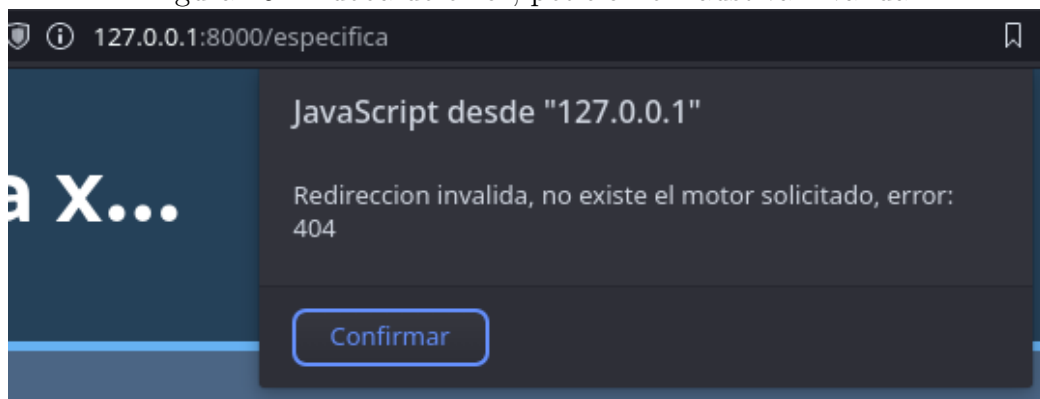 127.0.0.1:8000/especifica
JavaScript desde "127.0.0.1"
a x...
Redireccion invalida, no existe el motor solicitado, error:
404
Confirmar